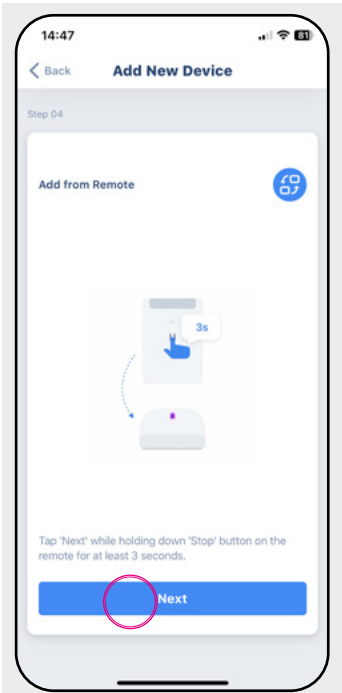 14:47
81
Back
Add New Device
Step 04
Add from Remote
3s
Tap 'Next' while holding down 'Stop' button on the
remote for at least 3 seconds.
Next